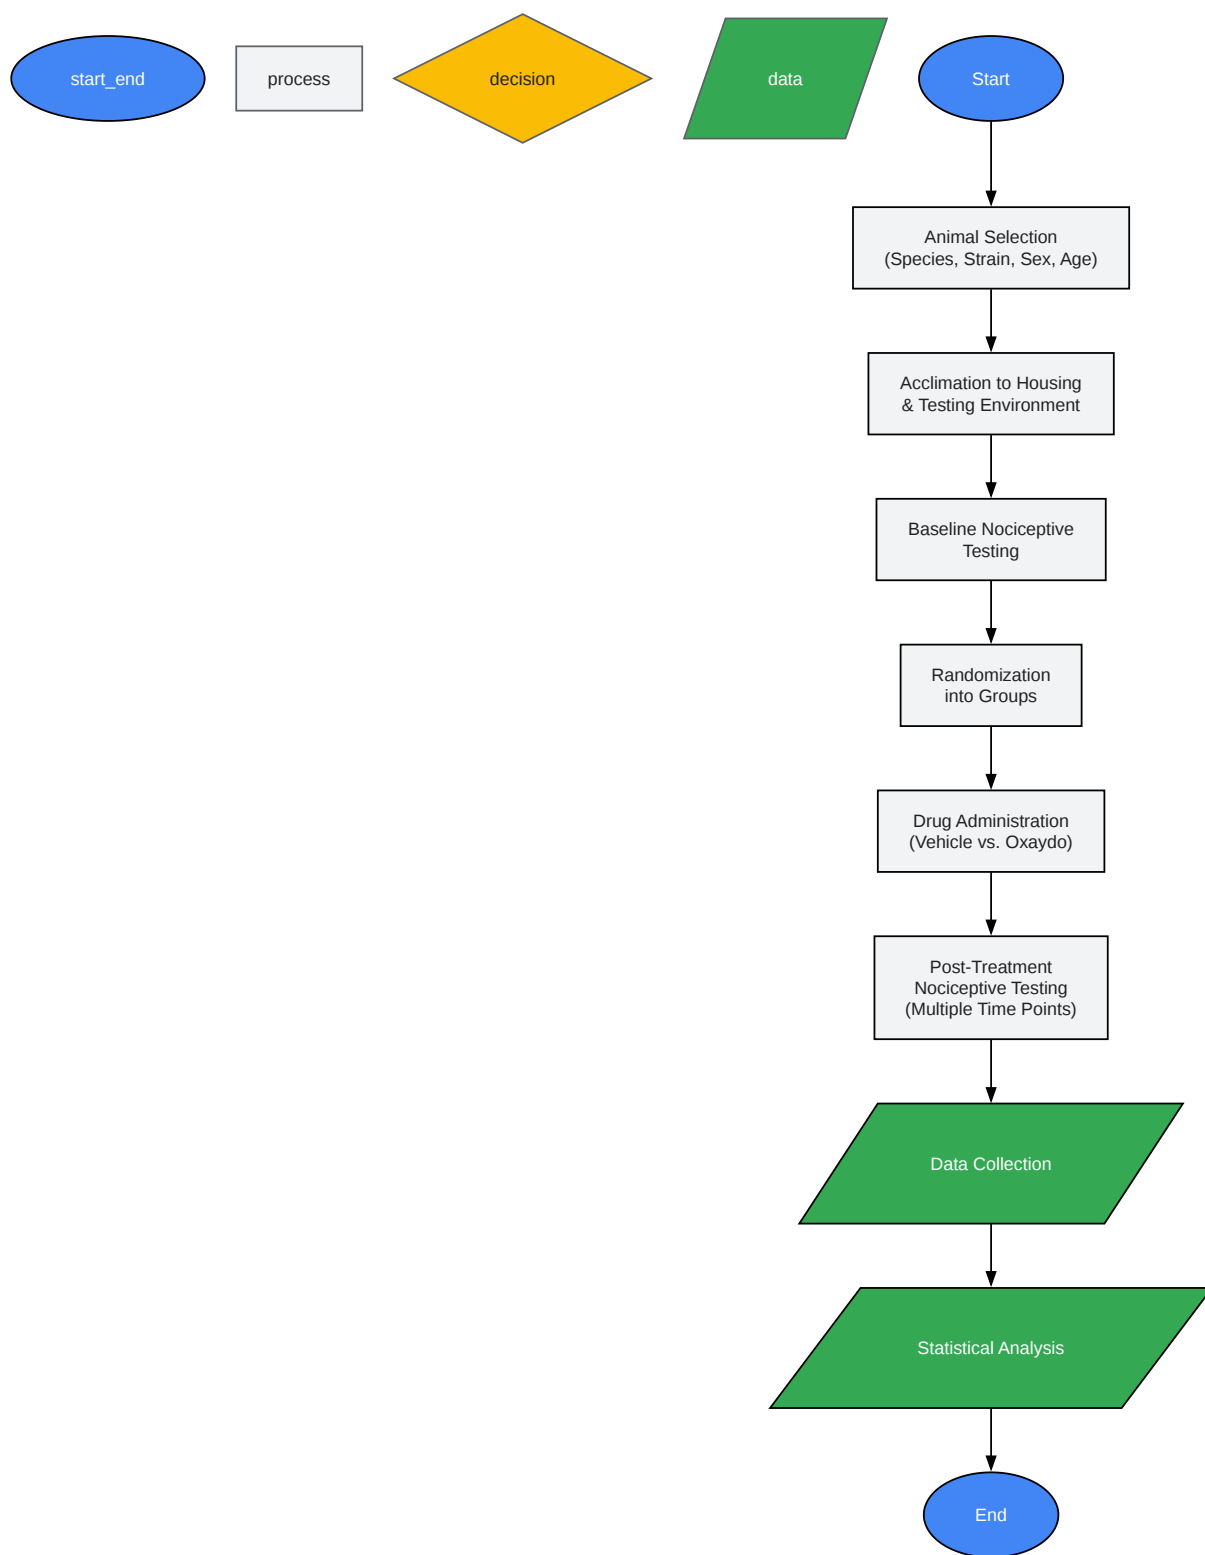 start_end
process
decision
data
Start
Animal Selection
(Species, Strain, Sex, Age)
Acclimation to Housing
& Testing Environment
Baseline Nociceptive
Testing
Randomization
into Groups
Drug Administration
(Vehicle vs. Oxaydo)
Post-Treatment
Nociceptive Testing
(Multiple Time Points)
Data Collection
Statistical Analysis
End